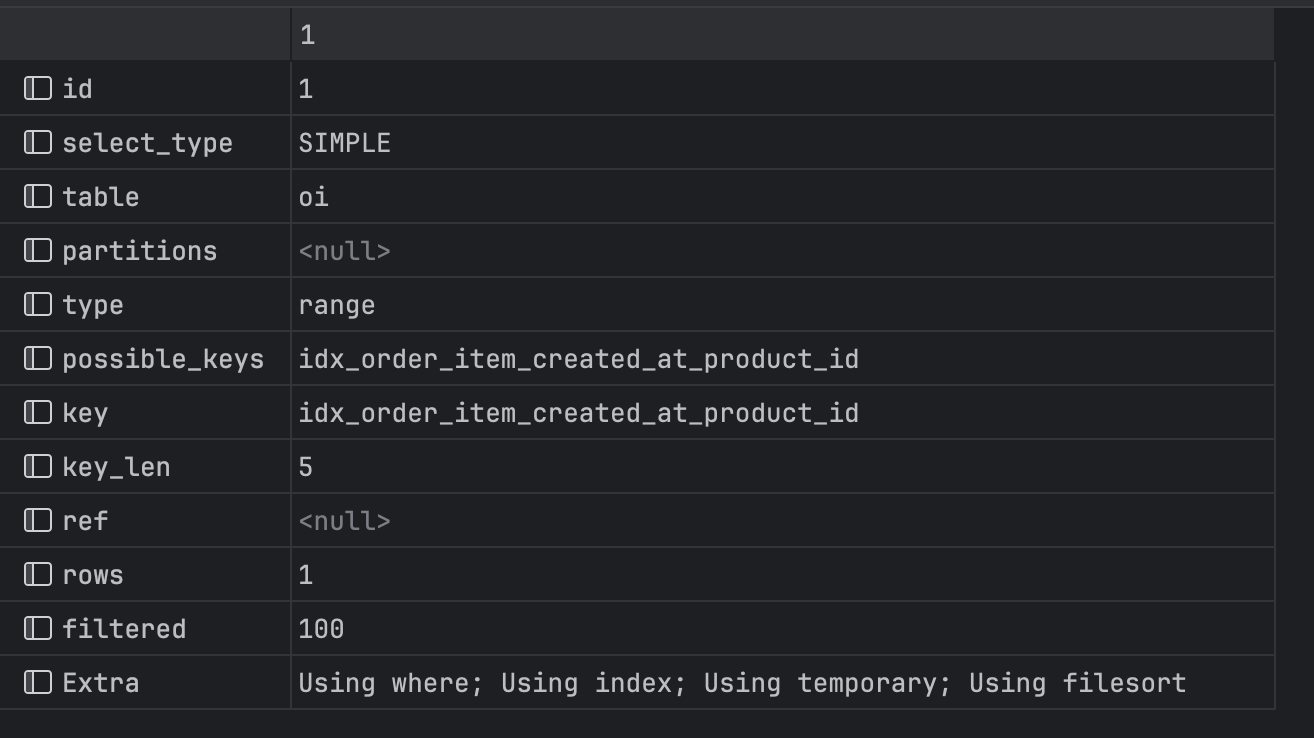 1
id 1
select_type SIMPLE
table oi
partitions <null>
type range
possible_keys idx_order_item_created_at_product_id
key idx_order_item_created_at_product_id
key_len 5
ref <null>
rows 1
filtered 100
Extra Using where; Using index; Using temporary; Using filesort